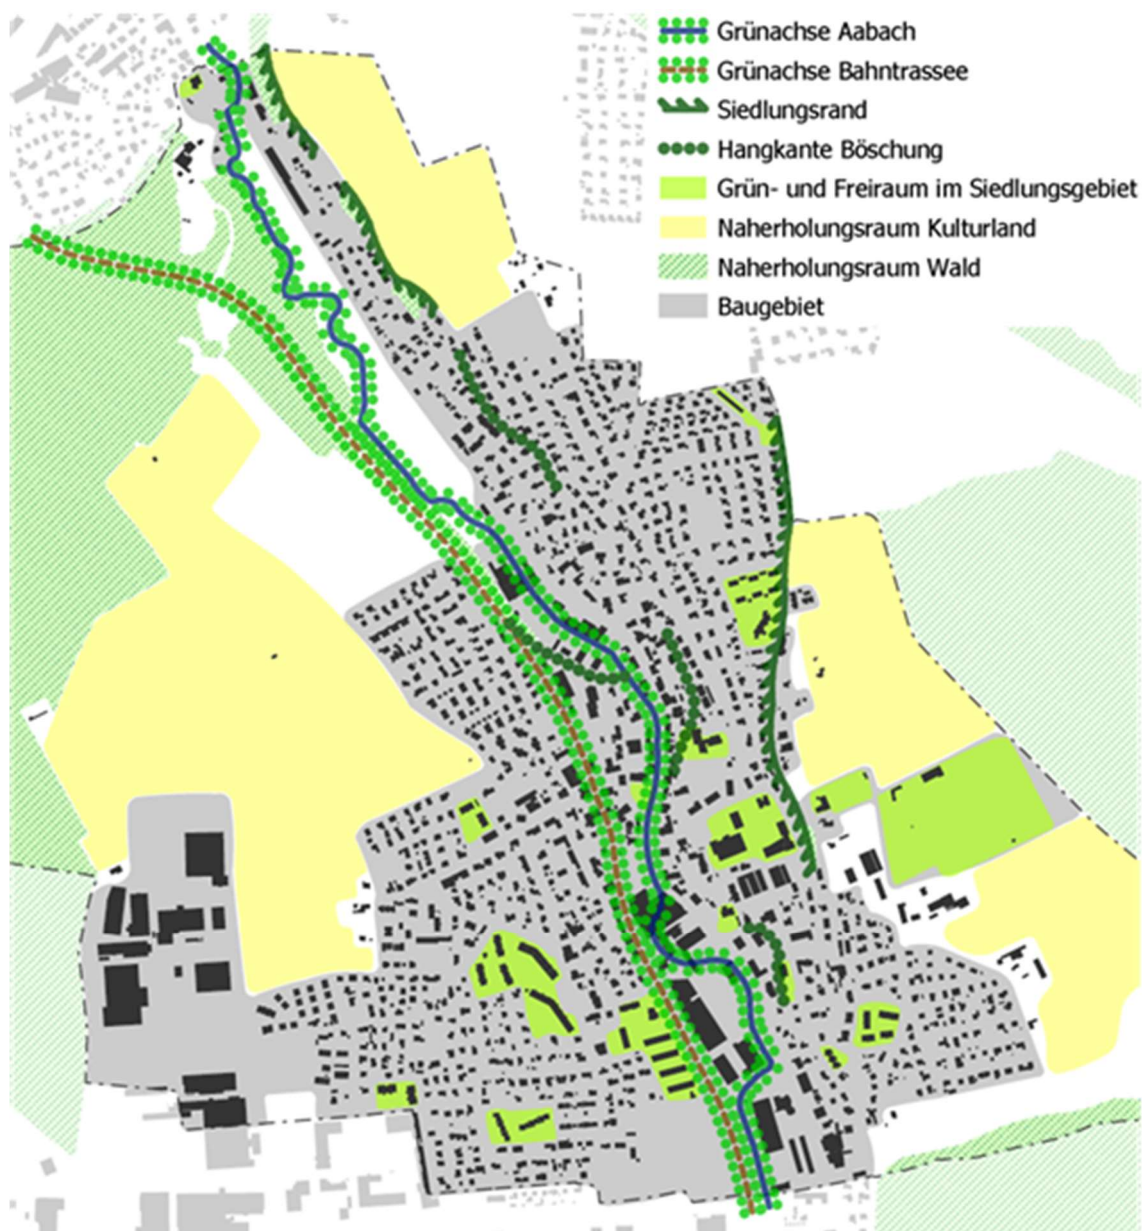 Grünachse Aabach
Grünachse Bahntrassee
Siedlungsrand
Hangkante Böschung
Grün- und Freiraum im Siedlungsgebiet
Naherholungsraum Kulturland
Naherholungsraum Wald
Baugebiet